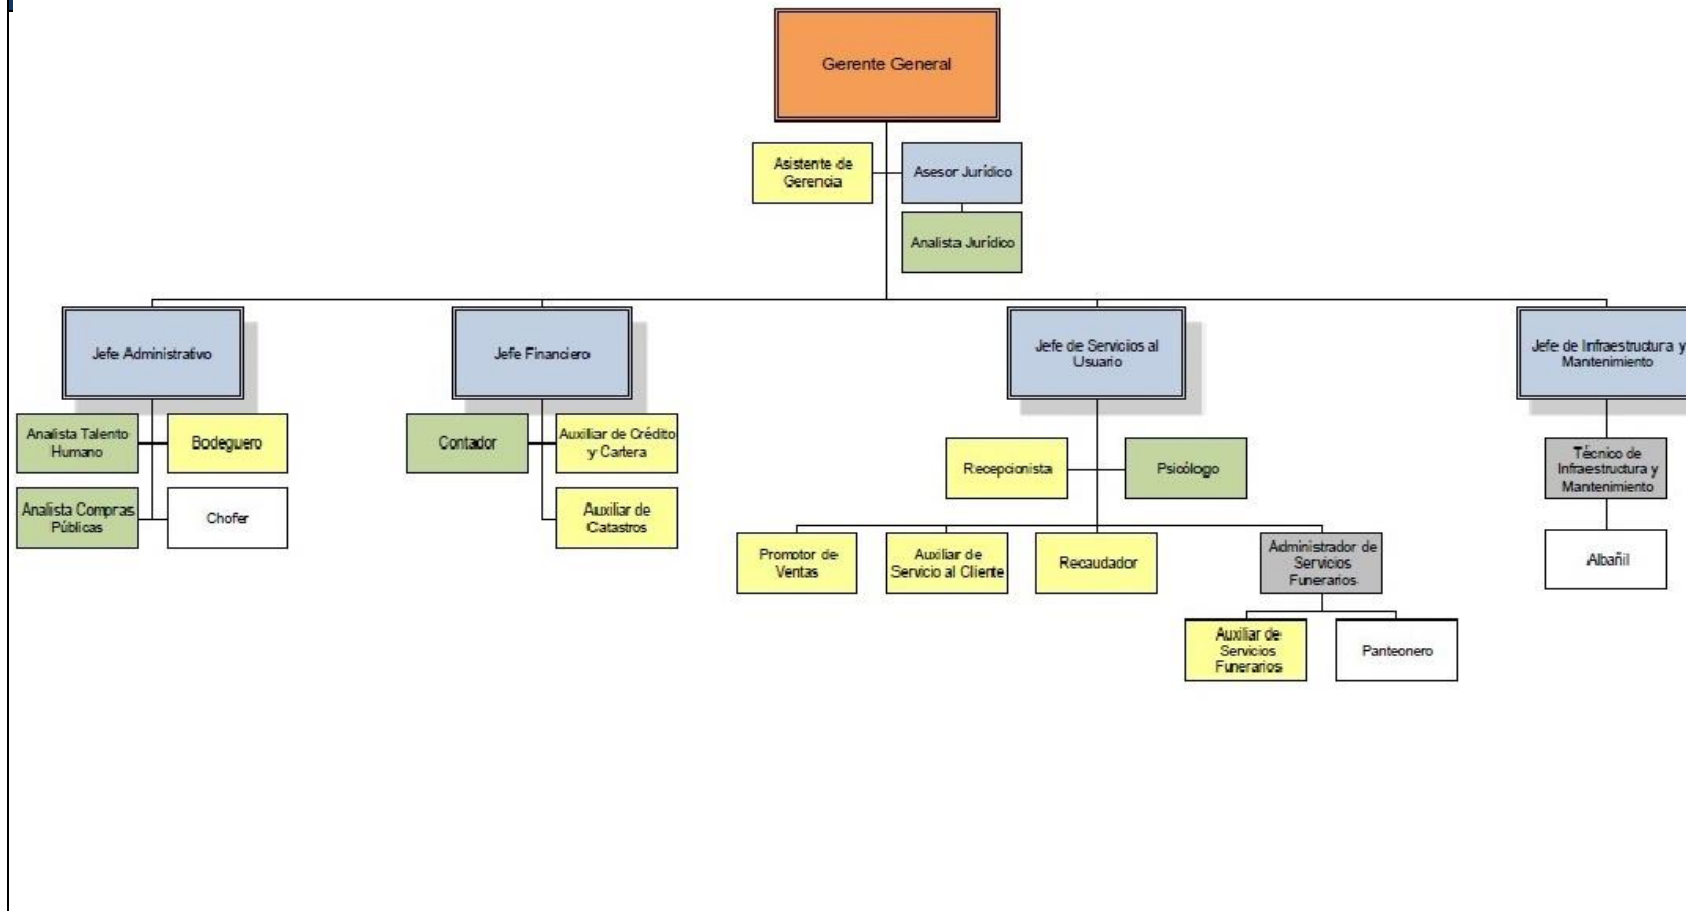 Gerente General
Asistente de
Gerencia
Asesor Jurídico
Analista Jurídico
Jefe Administrativo
Jefe Financiero
Jefe de Servicios al
Usuario
Jefe de Infraestructura y
Mantenimiento
Analista Talento
Humano
Bodeguero
Analista Compras
Públicas
Chofer
Contador
Auxiliar de Crédito
y Cartera
Auxiliar de
Catastros
Recepcionista
Psicólogo
Promotor de
Ventas
Auxiliar de
Servicio al Cliente
Recaudador
Administrador de
Servicios
Funerarios
Auxiliar de
Servicios
Funerarios
Panteonero
Técnico de
Infraestructura y
Mantenimiento
Albañil